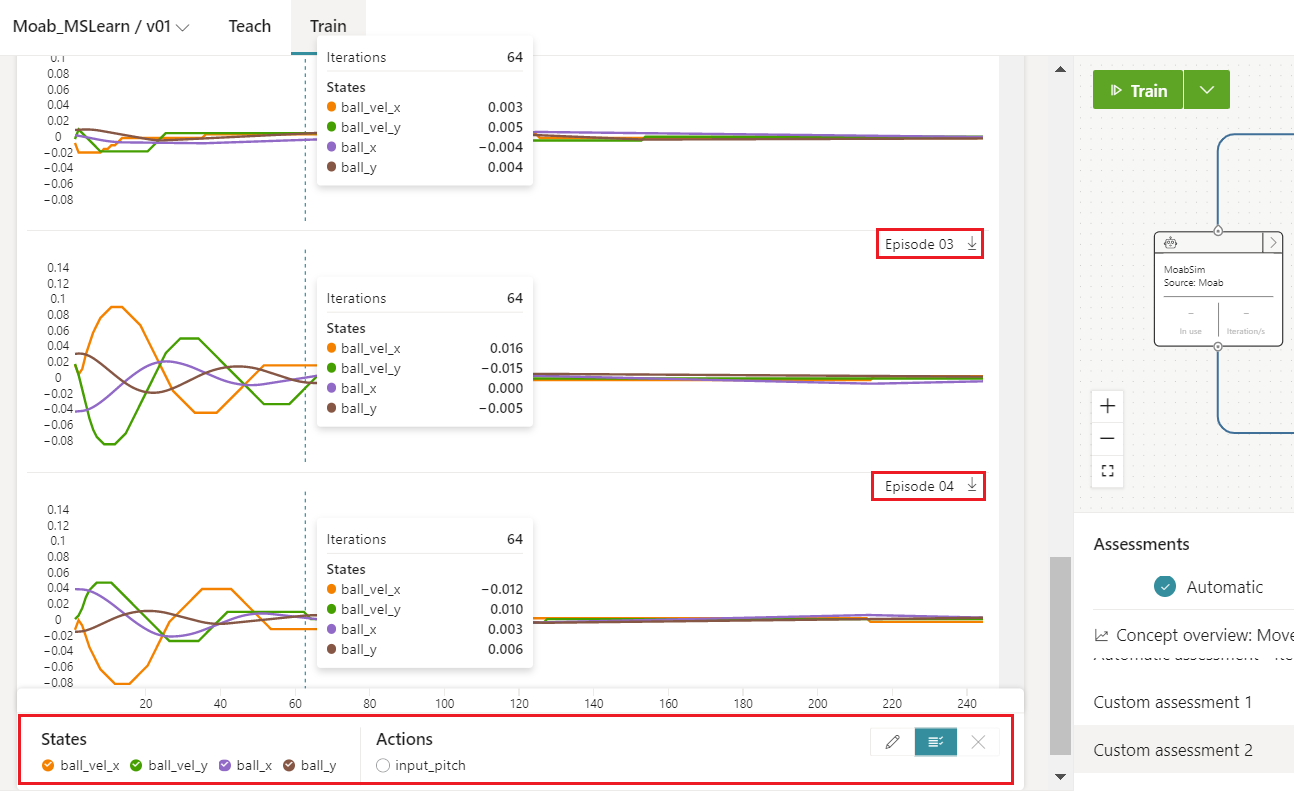 Moab_MSLearn / v01
Teach
Train
0.1
0.08
0.06
0.04
0.02
0
−0.02
−0.04
−0.06
−0.08
Iterations 64
States
ball_vel_x 0.003
ball_vel_y 0.005
ball_x −0.004
ball_y 0.004
Episode 03
0.14
0.12
0.1
0.08
0.06
0.04
0.02
0
−0.02
−0.04
−0.06
−0.08
Iterations 64
States
ball_vel_x 0.016
ball_vel_y −0.015
ball_x 0.000
ball_y −0.005
Episode 04
0.14
0.12
0.1
0.08
0.06
0.04
0.02
0
−0.02
−0.04
−0.06
−0.08
Iterations 64
States
ball_vel_x −0.012
ball_vel_y 0.010
ball_x 0.003
ball_y 0.006
20 40 60 80 100 120 140 160 180 200 220 240
States
ball_vel_x ball_vel_y ball_x ball_y
Actions
input_pitch
Train
MoabSim
Source: Moab
– –
In use Iteration/s
Assessments
Automatic
Concept overview: Move
Automatic assessment - Ite
Custom assessment 1
Custom assessment 2